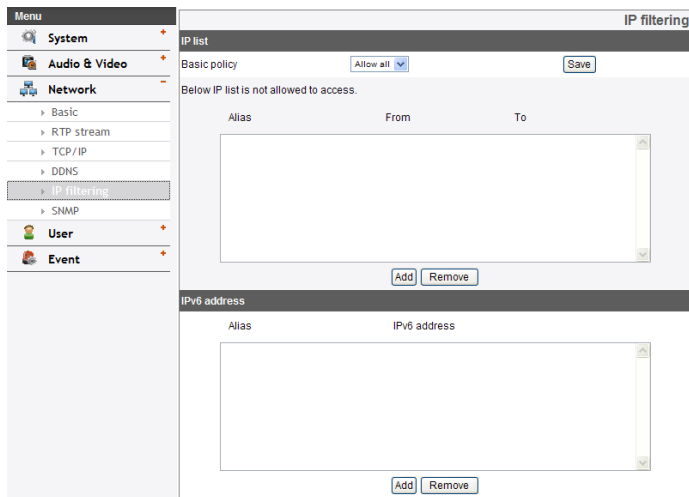 Menu
System
Audio & Video
Network
Basic
RTP stream
TCP/IP
DDNS
IP filtering
SNMP
User
Event
IP filtering
IP list
Basic policy Allow all Save
Below IP list is not allowed to access.
Alias From To
Add Remove
IPv6 address
Alias IPv6 address
Add Remove